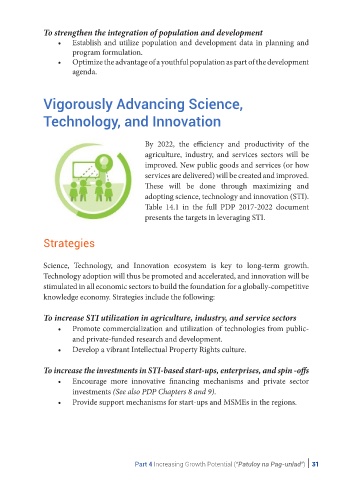 To strengthen the integration of population and development
• Establish and utilize population and development data in planning and
program formulation.
• Optimize the advantage of a youthful population as part of the development
agenda.
Vigorously Advancing Science,
Technology, and Innovation
By 2022, the efficiency and productivity of the
agriculture, industry, and services sectors will be
improved. New public goods and services (or how
services are delivered) will be created and improved.
These will be done through maximizing and
adopting science, technology and innovation (STI).
Table 14.1 in the full PDP 2017-2022 document
presents the targets in leveraging STI.
Strategies
Science, Technology, and Innovation ecosystem is key to long-term growth.
Technology adoption will thus be promoted and accelerated, and innovation will be
stimulated in all economic sectors to build the foundation for a globally-competitive
knowledge economy. Strategies include the following:
To increase STI utilization in agriculture, industry, and service sectors
• Promote commercialization and utilization of technologies from public-
and private-funded research and development.
• Develop a vibrant Intellectual Property Rights culture.
To increase the investments in STI-based start-ups, enterprises, and spin -offs
• Encourage more innovative financing mechanisms and private sector
investments (See also PDP Chapters 8 and 9).
• Provide support mechanisms for start-ups and MSMEs in the regions.
Part 4 Increasing Growth Potential ("Patuloy na Pag-unlad") | 31